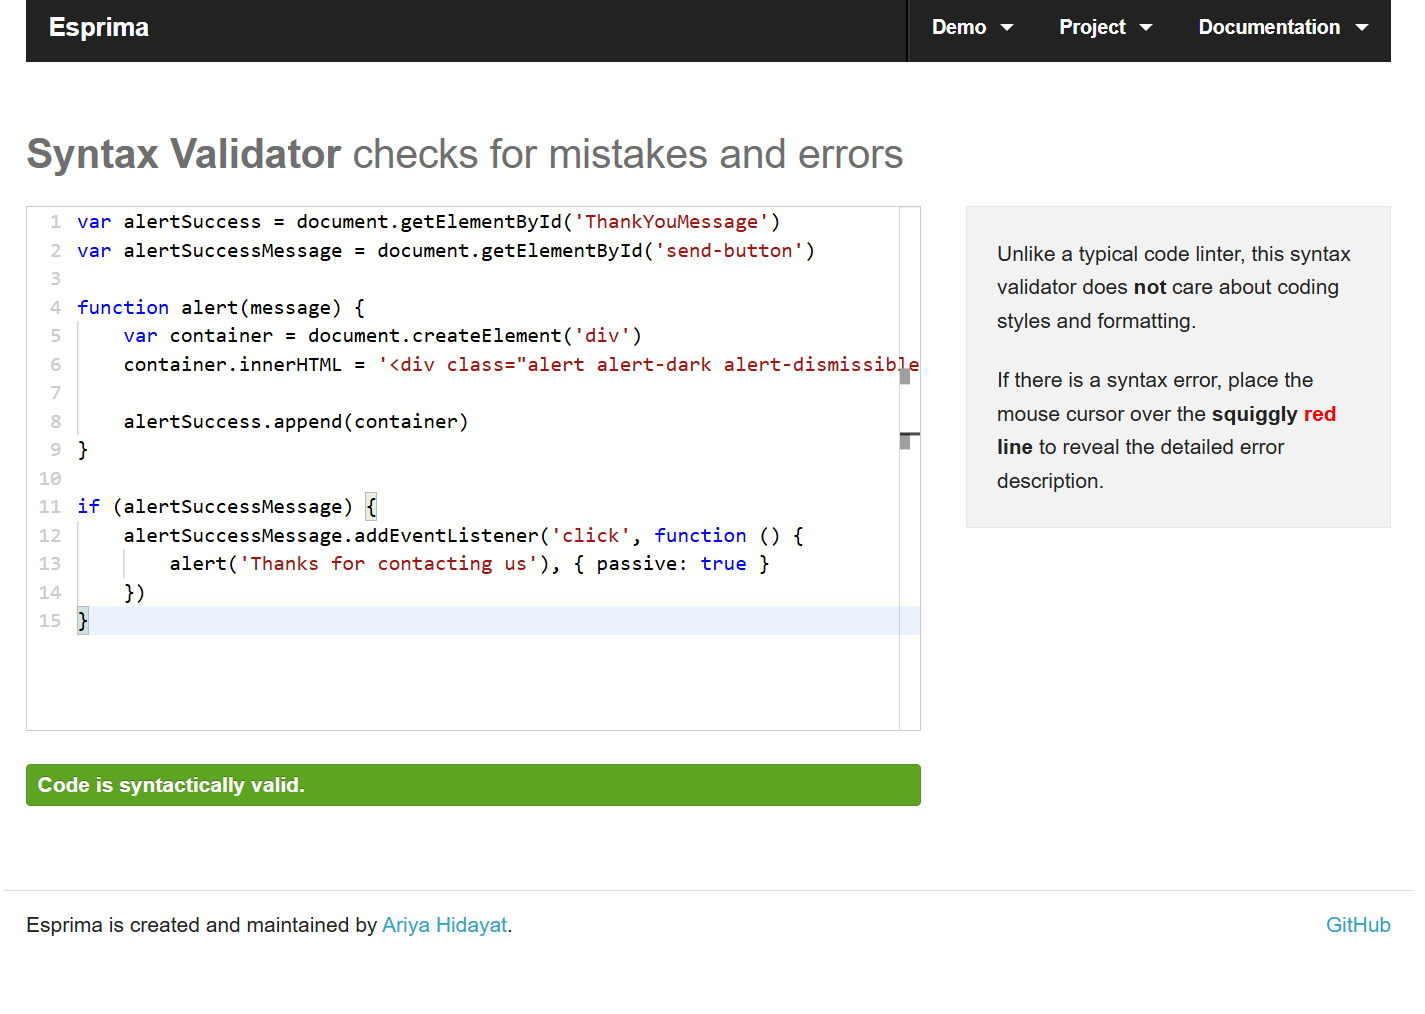 Esprima
Demo Project Documentation
Syntax Validator checks for mistakes and errors
1 var alertSuccess = document.getElementById('ThankYouMessage')
2 var alertSuccessMessage = document.getElementById('send-button')
3
4 function alert(message) {
5 var container = document.createElement('div')
6 container.innerHTML = '<div class="alert alert-dark alert-dismissible
7
8 alertSuccess.append(container)
9 }
10
11 if (alertSuccessMessage) {
12 alertSuccessMessage.addEventListener('click', function () {
13 alert('Thanks for contacting us'), { passive: true }
14 })
15 }
Code is syntactically valid.
Unlike a typical code linter, this syntax
validator does not care about coding
styles and formatting.
If there is a syntax error, place the
mouse cursor over the squiggly red
line to reveal the detailed error
description.
Esprima is created and maintained by Ariya Hidayat.
GitHub